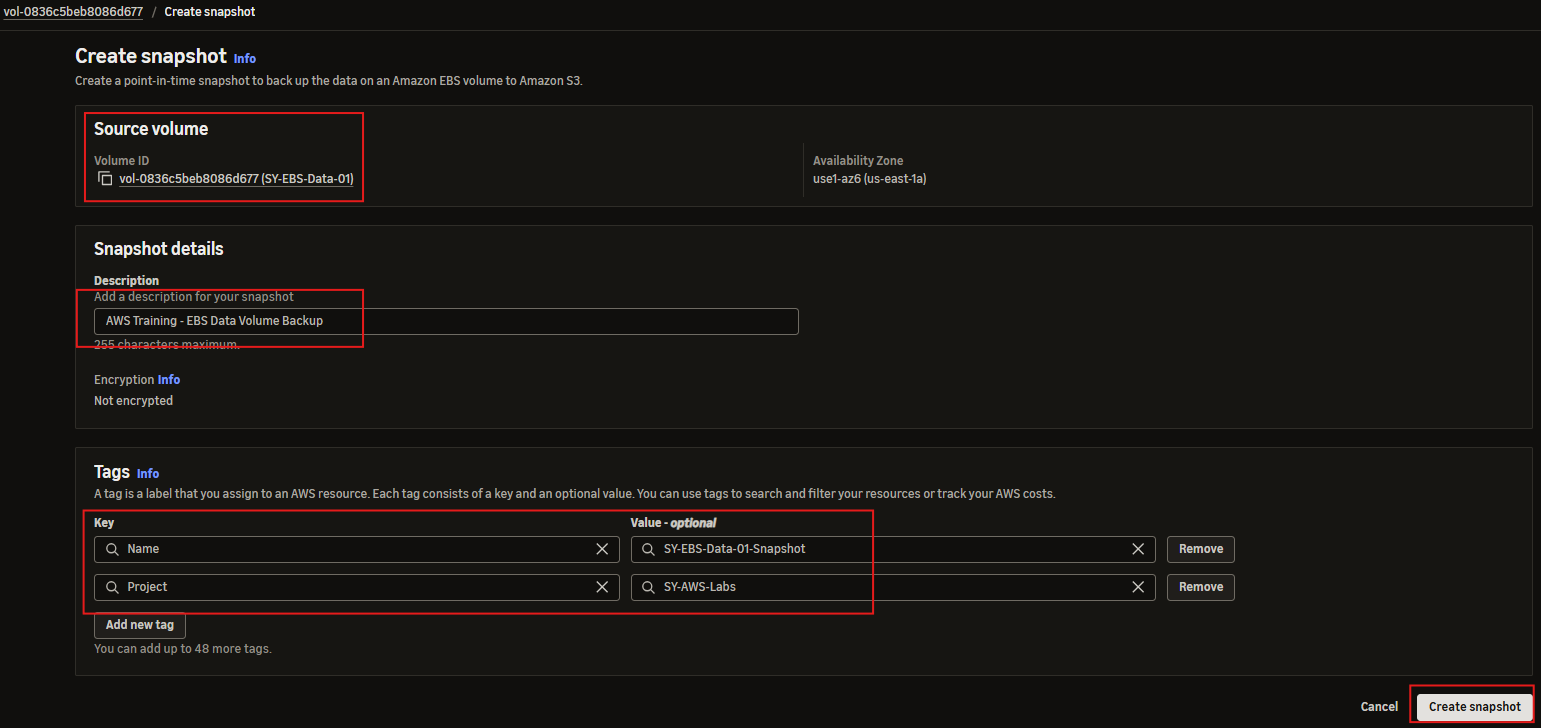 vol-0836c5beb8086d677 / Create snapshot
Create snapshot Info
Create a point-in-time snapshot to back up the data on an Amazon EBS volume to Amazon S3.
Source volume
Volume ID
vol-0836c5beb8086d677 (SY-EBS-Data-01)
Availability Zone
use1-az6 (us-east-1a)
Snapshot details
Description
Add a description for your snapshot
AWS Training - EBS Data Volume Backup
255 characters maximum.
Encryption Info
Not encrypted
Tags Info
A tag is a label that you assign to an AWS resource. Each tag consists of a key and an optional value. You can use tags to search and filter your resources or track your AWS costs.
Key Value - optional
Name SY-EBS-Data-01-Snapshot Remove
Project SY-AWS-Labs Remove
Add new tag
You can add up to 48 more tags.
Cancel Create snapshot